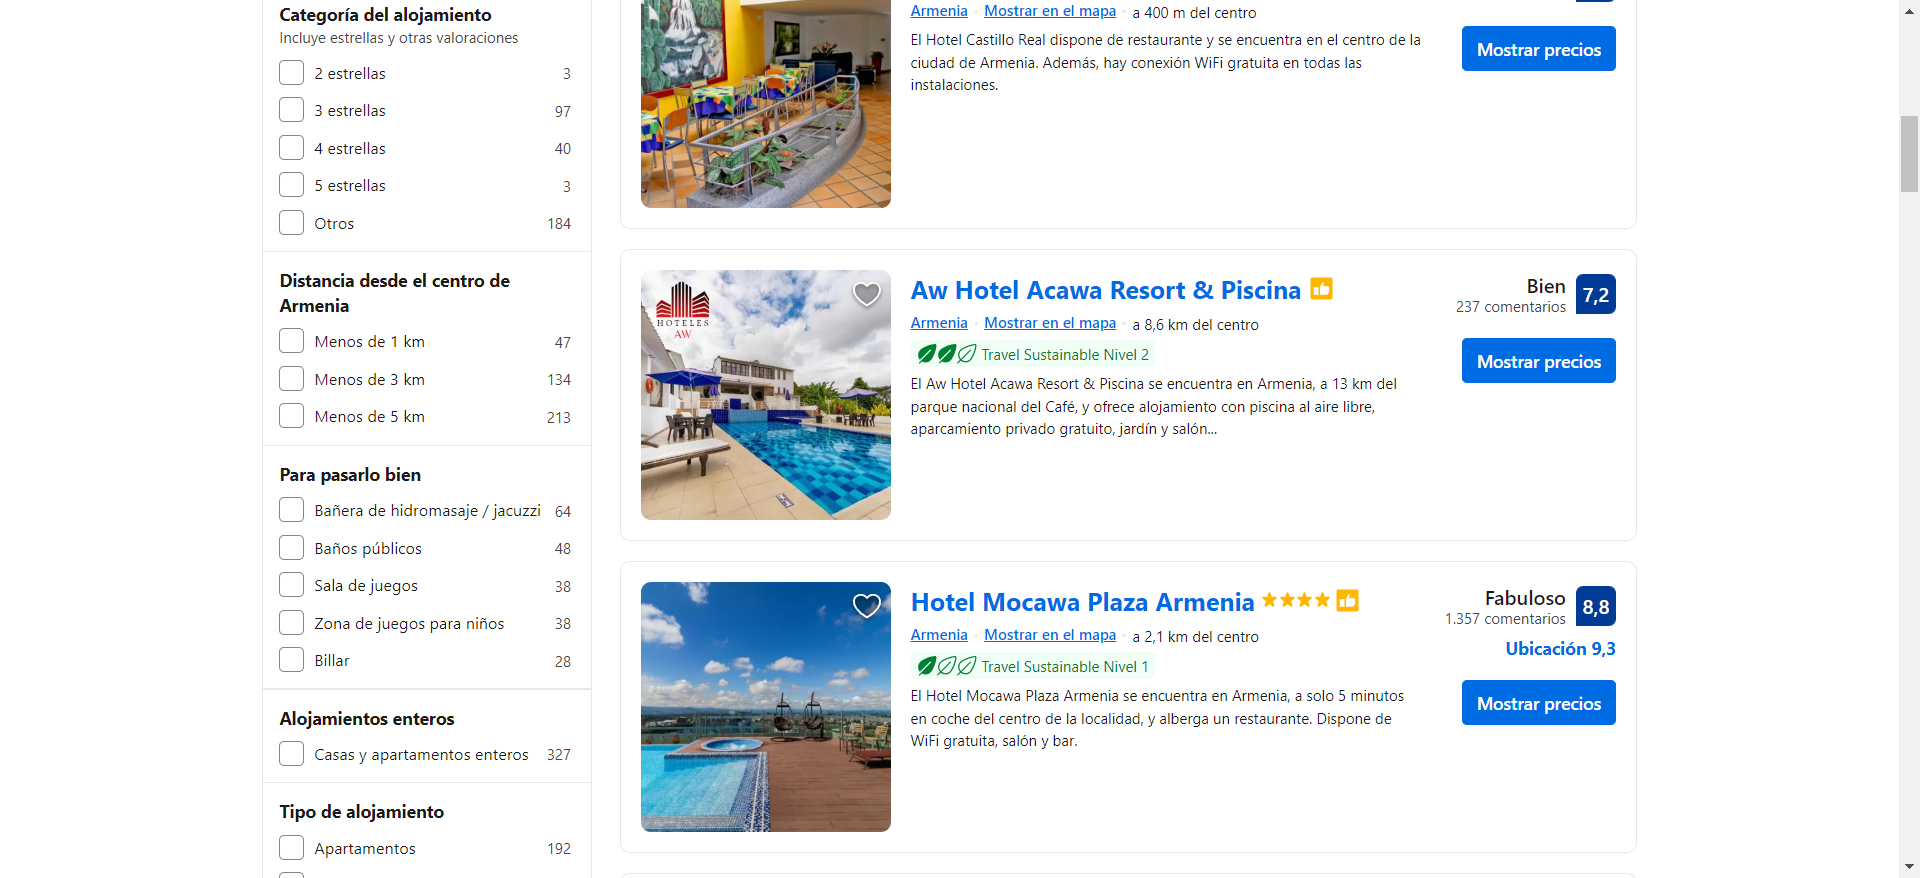 Categoría del alojamiento
Incluye estrellas y otras valoraciones
2 estrellas 3
3 estrellas 97
4 estrellas 40
5 estrellas 3
Otros 184
Distancia desde el centro de
Armenia
Menos de 1 km 47
Menos de 3 km 134
Menos de 5 km 213
Para pasarlo bien
Bañera de hidromasaje / jacuzzi 64
Baños públicos 48
Sala de juegos 38
Zona de juegos para niños 38
Billar 28
Alojamientos enteros
Casas y apartamentos enteros 327
Tipo de alojamiento
Apartamentos 192
Armenia · Mostrar en el mapa · a 400 m del centro
El Hotel Castillo Real dispone de restaurante y se encuentra en el centro de la
ciudad de Armenia. Además, hay conexión WiFi gratuita en todas las
instalaciones.
Mostrar precios
HOTELES
AW
Aw Hotel Acawa Resort & Piscina
Armenia · Mostrar en el mapa · a 8,6 km del centro
Travel Sustainable Nivel 2
El Aw Hotel Acawa Resort & Piscina se encuentra en Armenia, a 13 km del
parque nacional del Café, y ofrece alojamiento con piscina al aire libre,
aparcamiento privado gratuito, jardín y salón...
Bien 7,2
237 comentarios
Mostrar precios
Hotel Mocawa Plaza Armenia
Armenia · Mostrar en el mapa · a 2,1 km del centro
Travel Sustainable Nivel 1
El Hotel Mocawa Plaza Armenia se encuentra en Armenia, a solo 5 minutos
en coche del centro de la localidad, y alberga un restaurante. Dispone de
WiFi gratuita, salón y bar.
Fabuloso 8,8
1.357 comentarios
Ubicación 9,3
Mostrar precios